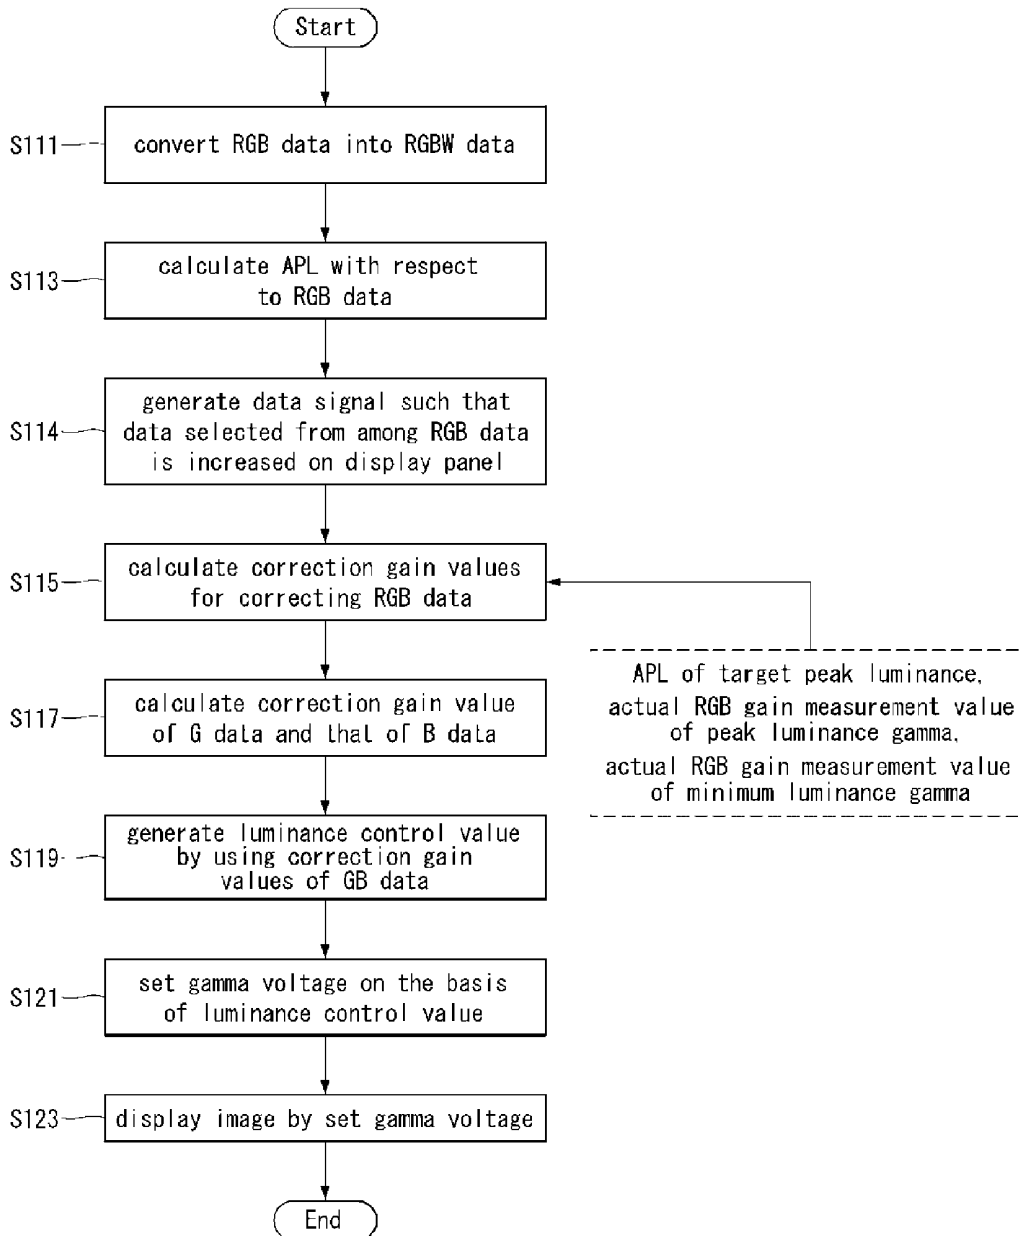 Start
S111
convert RGB data into RGBW data
S113
calculate APL with respect
to RGB data
S114
generate data signal such that
data selected from among RGB data
is increased on display panel
S115
calculate correction gain values
for correcting RGB data
APL of target peak luminance,
actual RGB gain measurement value
of peak luminance gamma,
actual RGB gain measurement value
of minimum luminance gamma
S117
calculate correction gain value
of G data and that of B data
S119
generate luminance control value
by using correction gain
values of GB data
S121
set gamma voltage on the basis
of luminance control value
S123
display image by set gamma voltage
End